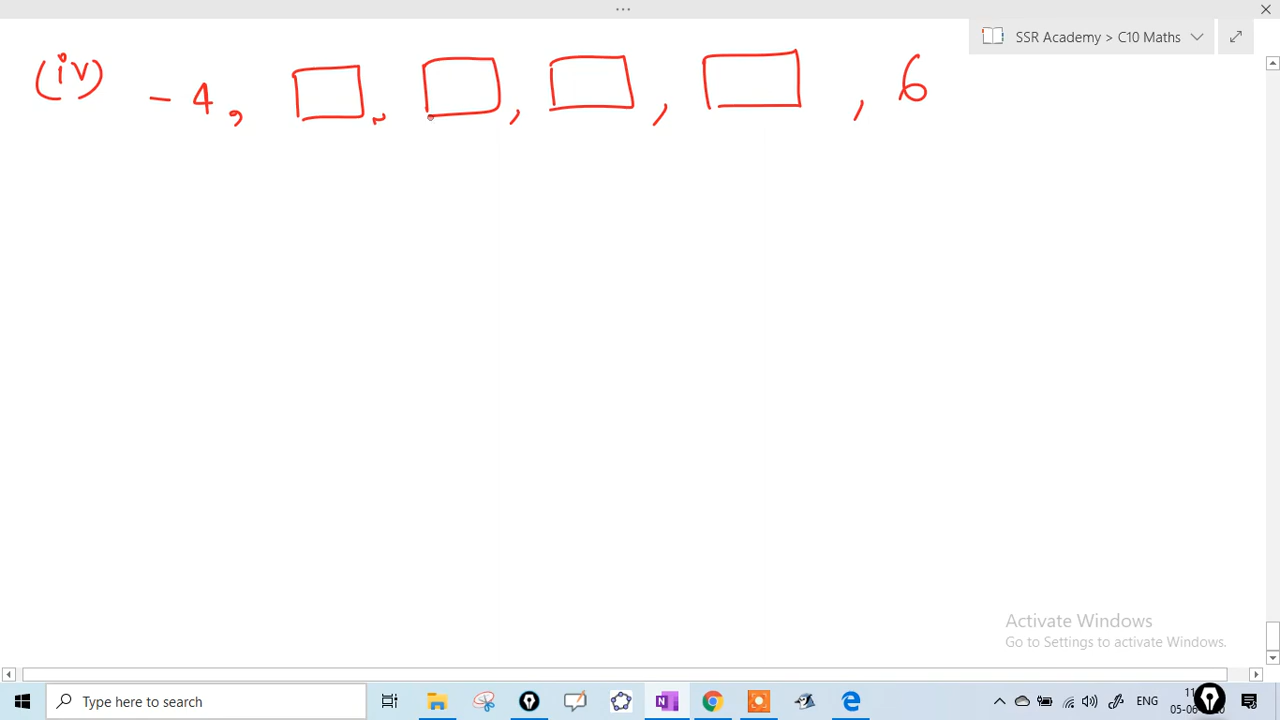 ...
SSR Academy > C10 Maths
(iv) -4, □, □, □, □, 6
Activate Windows
Go to Settings to activate Windows.
Type here to search
ENG